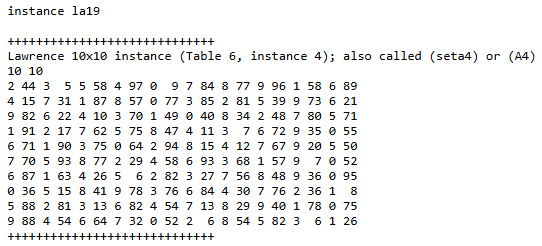 instance la19
+++++++++++++++++++++++++++++
Lawrence 10x10 instance (Table 6, instance 4); also called (seta4) or (A4)
10 10
2 44 3  5 5 58 4 97 0  9 7 84 8 77 9 96 1 58 6 89
4 15 7 31 1 87 8 57 0 77 3 85 2 81 5 39 9 73 6 21
9 82 6 22 4 10 3 70 1 49 0 40 8 34 2 48 7 80 5 71
1 91 2 17 7 62 5 75 8 47 4 11 3  7 6 72 9 35 0 55
6 71 1 90 3 75 0 64 2 94 8 15 4 12 7 67 9 20 5 50
7 70 5 93 8 77 2 29 4 58 6 93 3 68 1 57 9  7 0 52
6 87 1 63 4 26 5  6 2 82 3 27 7 56 8 48 9 36 0 95
0 36 5 15 8 41 9 78 3 76 6 84 4 30 7 76 2 36 1  8
5 88 2 81 3 13 6 82 4 54 7 13 8 29 9 40 1 78 0 75
9 88 4 54 6 64 7 32 0 52 2  6 8 54 5 82 3  6 1 26
+++++++++++++++++++++++++++++